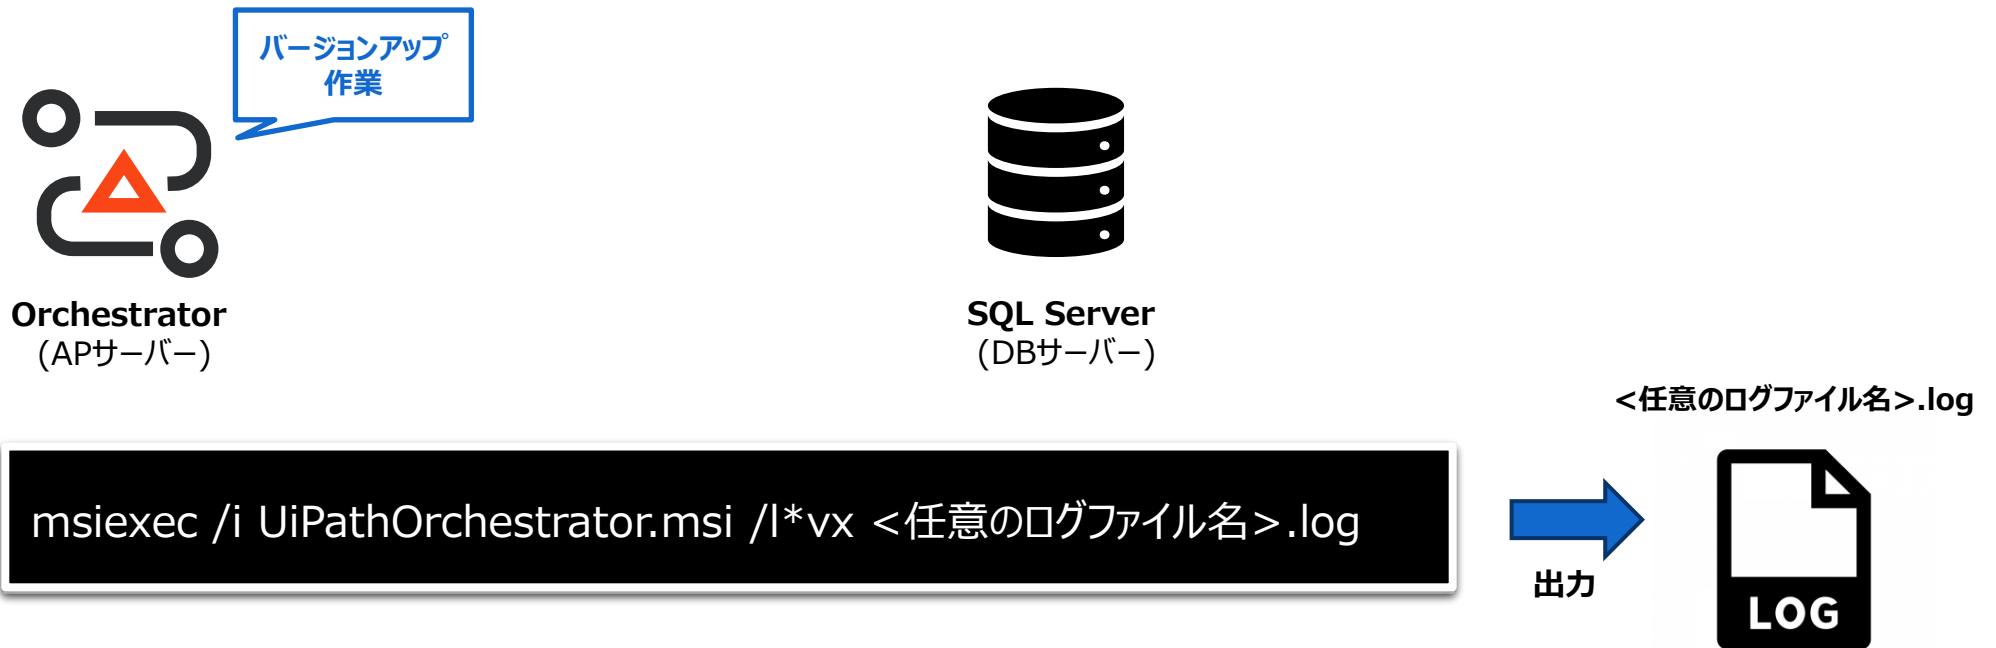 バージョンアップ
作業
Orchestrator
(APサーバー)
SQL Server
(DBサーバー)
<任意のログファイル名>.log
msiexec /i UiPathOrchestrator.msi /l*vx <任意のログファイル名>.log
出力
LOG